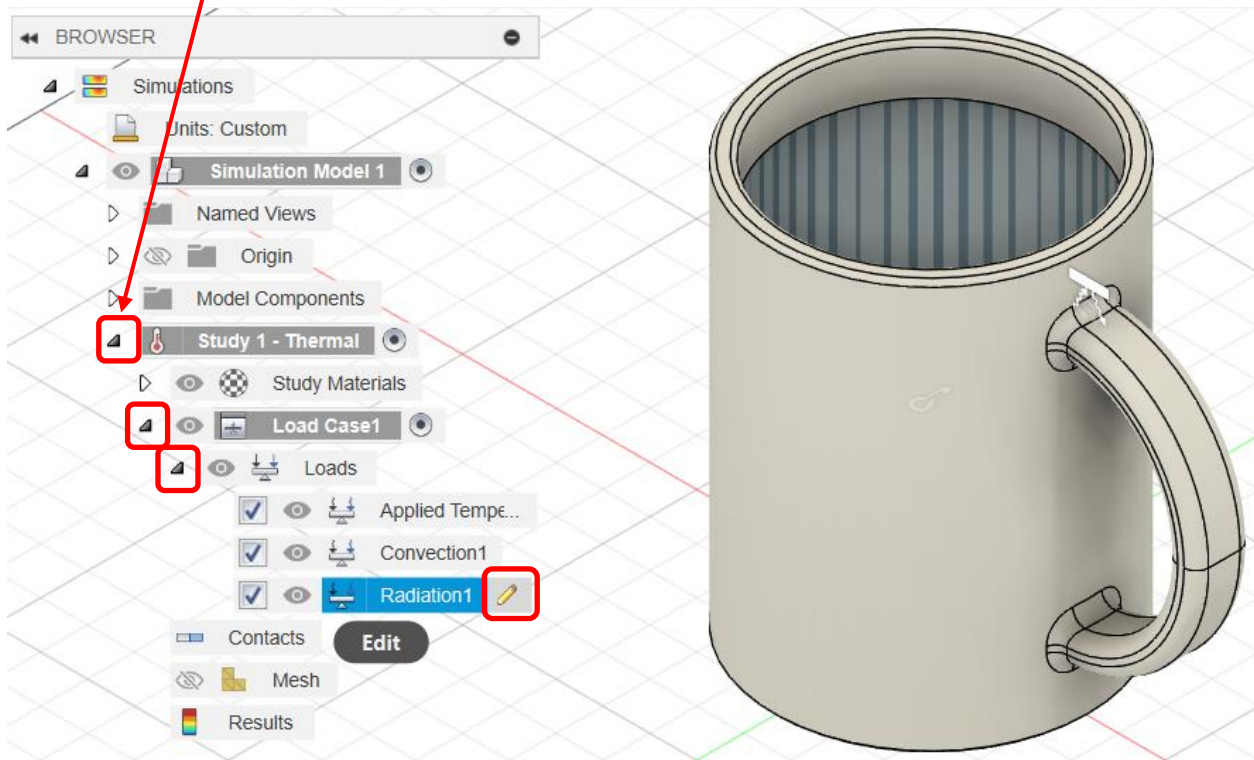 BROWSER
Simulations
Units: Custom
Simulation Model 1
Named Views
Origin
Model Components
Study 1 - Thermal
Study Materials
Load Case1
Loads
Applied Tempe...
Convection1
Radiation1
Contacts
Edit
Mesh
Results